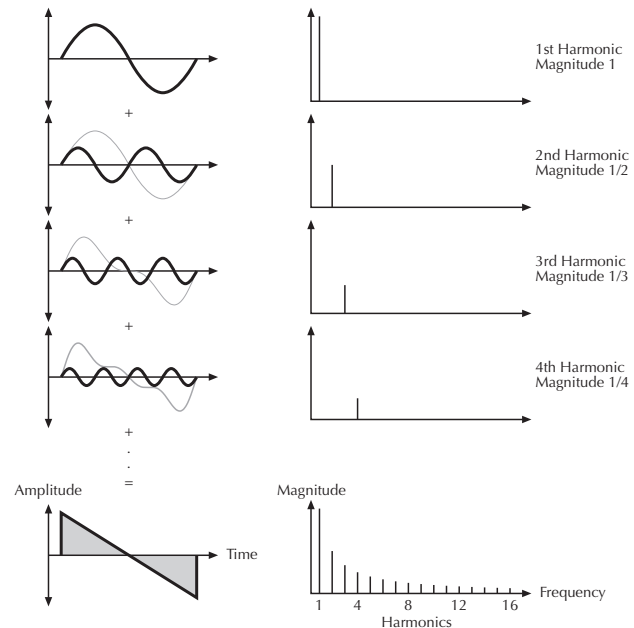 1st Harmonic
Magnitude 1
+
2nd Harmonic
Magnitude 1/2
+
3rd Harmonic
Magnitude 1/3
+
4th Harmonic
Magnitude 1/4
+
.
.
=
Amplitude
Magnitude
Time
Frequency
1 4 8 12 16
Harmonics